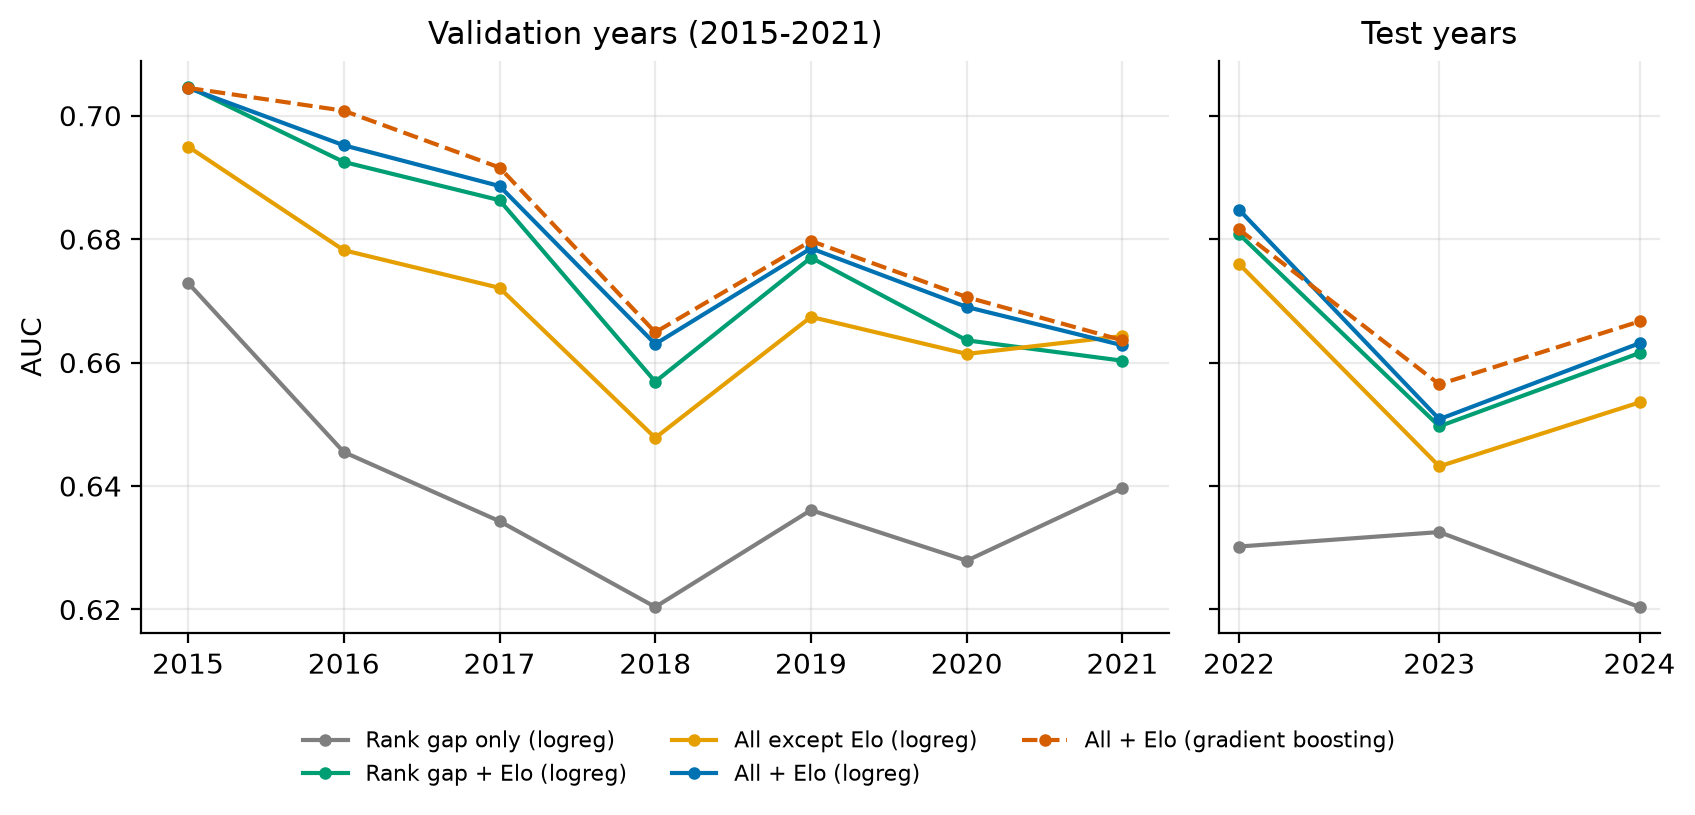 Validation years (2015-2021)
Test years
AUC
0.70
0.68
0.66
0.64
0.62
2015 2016 2017 2018 2019 2020 2021
2022 2023 2024
Rank gap only (logreg)
Rank gap + Elo (logreg)
All except Elo (logreg)
All + Elo (logreg)
All + Elo (gradient boosting)